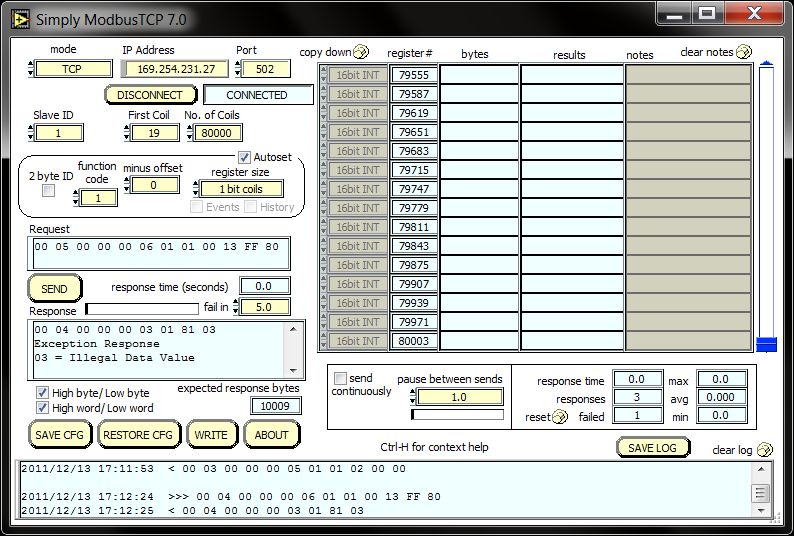 Simply ModbusTCP 7.0
mode IP Address Port
TCP 169.254.231.27 502
DISCONNECT CONNECTED
Slave ID First Coil No. of Coils
1 19 80000
Autoset
2 byte ID function code minus offset register size
1 0 1 bit coils
Events History
Request
00 05 00 00 00 06 01 01 00 13 FF 80
SEND response time (seconds) 0.0
Response fail in 5.0
00 04 00 00 00 03 01 81 03
Exception Response
03 = Illegal Data Value
High byte/Low byte expected response bytes
High word/Low word 10009
SAVE CFG RESTORE CFG WRITE ABOUT
copy down register# bytes results notes clear notes
16bit INT 79555
16bit INT 79587
16bit INT 79619
16bit INT 79651
16bit INT 79683
16bit INT 79715
16bit INT 79747
16bit INT 79779
16bit INT 79811
16bit INT 79843
16bit INT 79875
16bit INT 79907
16bit INT 79939
16bit INT 79971
16bit INT 80003
send continuously pause between sends
1.0
response time 0.0 max 0.0
responses 3 avg 0.000
reset failed 1 min 0.0
Ctrl-H for context help SAVE LOG clear log
2011/12/13 17:11:53 < 00 03 00 00 00 05 01 01 02 00 00
2011/12/13 17:12:24 >>> 00 04 00 00 00 06 01 01 00 13 FF 80
2011/12/13 17:12:25 < 00 04 00 00 00 03 01 81 03